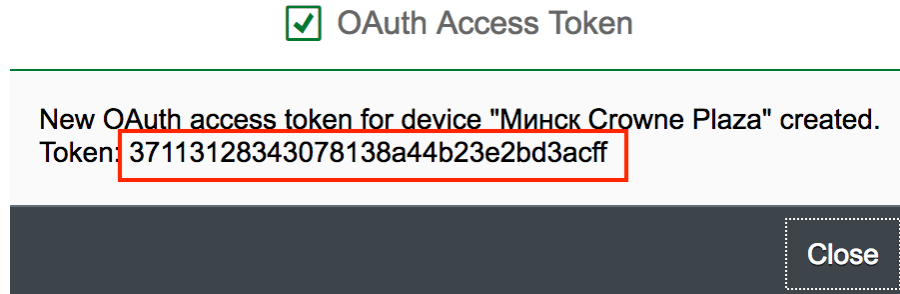 OAuth Access Token
New OAuth access token for device "Минск Crowne Plaza" created.
Token: 37113128343078138a44b23e2bd3acff
Close